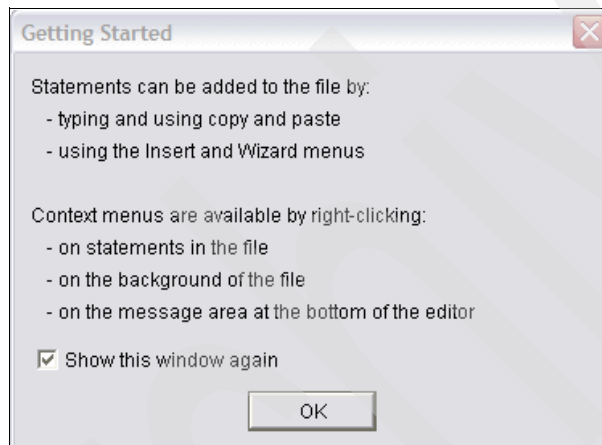 Getting Started
Statements can be added to the file by:
- typing and using copy and paste
- using the Insert and Wizard menus
Context menus are available by right-clicking:
- on statements in the file
- on the background of the file
- on the message area at the bottom of the editor
Show this window again
OK